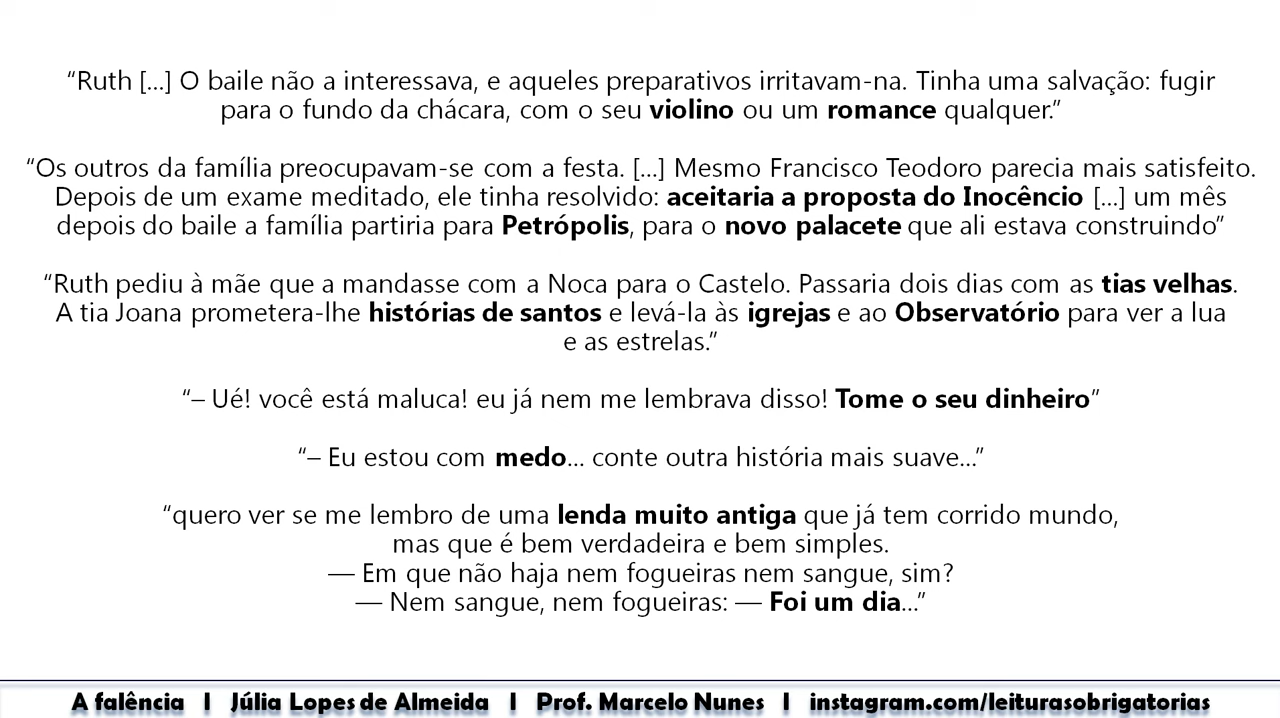 “Ruth [...] O baile não a interessava, e aqueles preparativos irritavam-na. Tinha uma salvação: fugir
para o fundo da chácara, com o seu violino ou um romance qualquer.”
“Os outros da família preocupavam-se com a festa. [...] Mesmo Francisco Teodoro parecia mais satisfeito.
Depois de um exame meditado, ele tinha resolvido: aceitaria a proposta do Inocêncio [...] um mês
depois do baile a família partiria para Petrópolis, para o novo palacete que ali estava construindo”
“Ruth pediu à mãe que a mandasse com a Noca para o Castelo. Passaria dois dias com as tias velhas.
A tia Joana prometera-lhe histórias de santos e levá-la às igrejas e ao Observatório para ver a lua
e as estrelas.”
“– Ué! você está maluca! eu já nem me lembrava disso! Tome o seu dinheiro”
“– Eu estou com medo... conte outra história mais suave...”
“quero ver se me lembro de uma lenda muito antiga que já tem corrido mundo,
mas que é bem verdadeira e bem simples.
— Em que não haja nem fogueiras nem sangue, sim?
— Nem sangue, nem fogueiras: — Foi um dia...”
A falência I Júlia Lopes de Almeida I Prof. Marcelo Nunes I instagram.com/leiturasobrigatorias